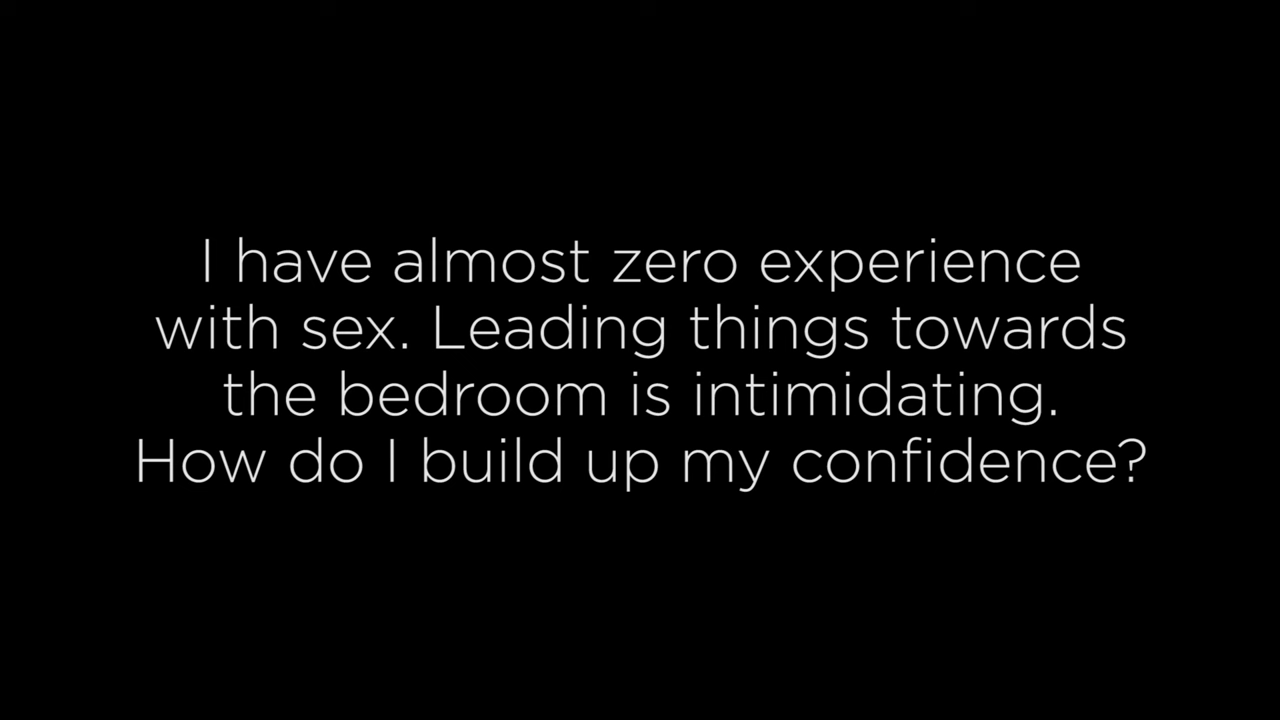 I have almost zero experience
with sex. Leading things towards
the bedroom is intimidating.
How do I build up my confidence?